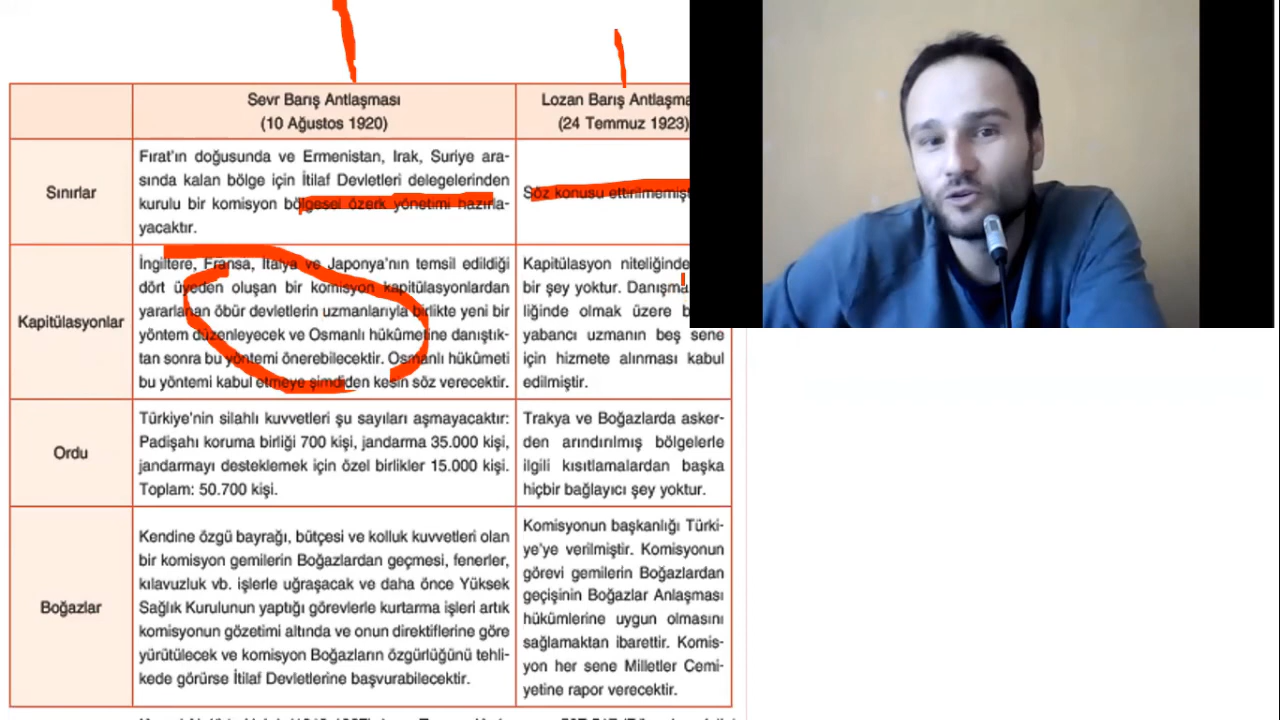 Sevr Barış Antlaşması
(10 Ağustos 1920)
Lozan Barış Antlaşma
(24 Temmuz 1923)
Sınırlar
Fırat'ın doğusunda ve Ermenistan, Irak, Suriye ara-
sında kalan bölge için İtilaf Devletleri delegelerinden
kurulu bir komisyon bölgesel özerk yönetimi hazırla-
yacaktır.
Söz konusu ettirilmemişt
Kapitülasyonlar
İngiltere, Fransa, İtalya ve Japonya'nın temsil edildiği
dört üyeden oluşan bir komisyon kapitülasyonlardan
yararlanan öbür devletlerin uzmanlarıyla birlikte yeni bir
yöntem düzenleyecek ve Osmanlı hükûmetine danıştık-
tan sonra bu yöntemi önerebilecektir. Osmanlı hükûmeti
bu yöntemi kabul etmeye şimdiden kesin söz verecektir.
Kapitülasyon niteliğinde
bir şey yoktur. Danışma
liğinde olmak üzere b
yabancı uzmanın beş sene
için hizmete alınması kabul
edilmiştir.
Ordu
Türkiye'nin silahlı kuvvetleri şu sayıları aşmayacaktır:
Padişahı koruma birliği 700 kişi, jandarma 35.000 kişi,
jandarmayı desteklemek için özel birlikler 15.000 kişi.
Toplam: 50.700 kişi.
Trakya ve Boğazlarda asker-
den arındırılmış bölgelerle
ilgili kısıtlamalardan başka
hiçbir bağlayıcı şey yoktur.
Boğazlar
Kendine özgü bayrağı, bütçesi ve kolluk kuvvetleri olan
bir komisyon gemilerin Boğazlardan geçmesi, fenerler,
kılavuzluk vb. işlerle uğraşacak ve daha önce Yüksek
Sağlık Kurulunun yaptığı görevlerle kurtarma işleri artık
komisyonun gözetimi altında ve onun direktiflerine göre
yürütülecek ve komisyon Boğazların özgürlüğünü tehli-
kede görürse İtilaf Devletlerine başvurabilecektir.
Komisyonun başkanlığı Türki-
ye'ye verilmiştir. Komisyonun
görevi gemilerin Boğazlardan
geçişinin Boğazlar Anlaşması
hükümlerine uygun olmasını
sağlamaktan ibarettir. Komis-
yon her sene Milletler Cemi-
yetine rapor verecektir.